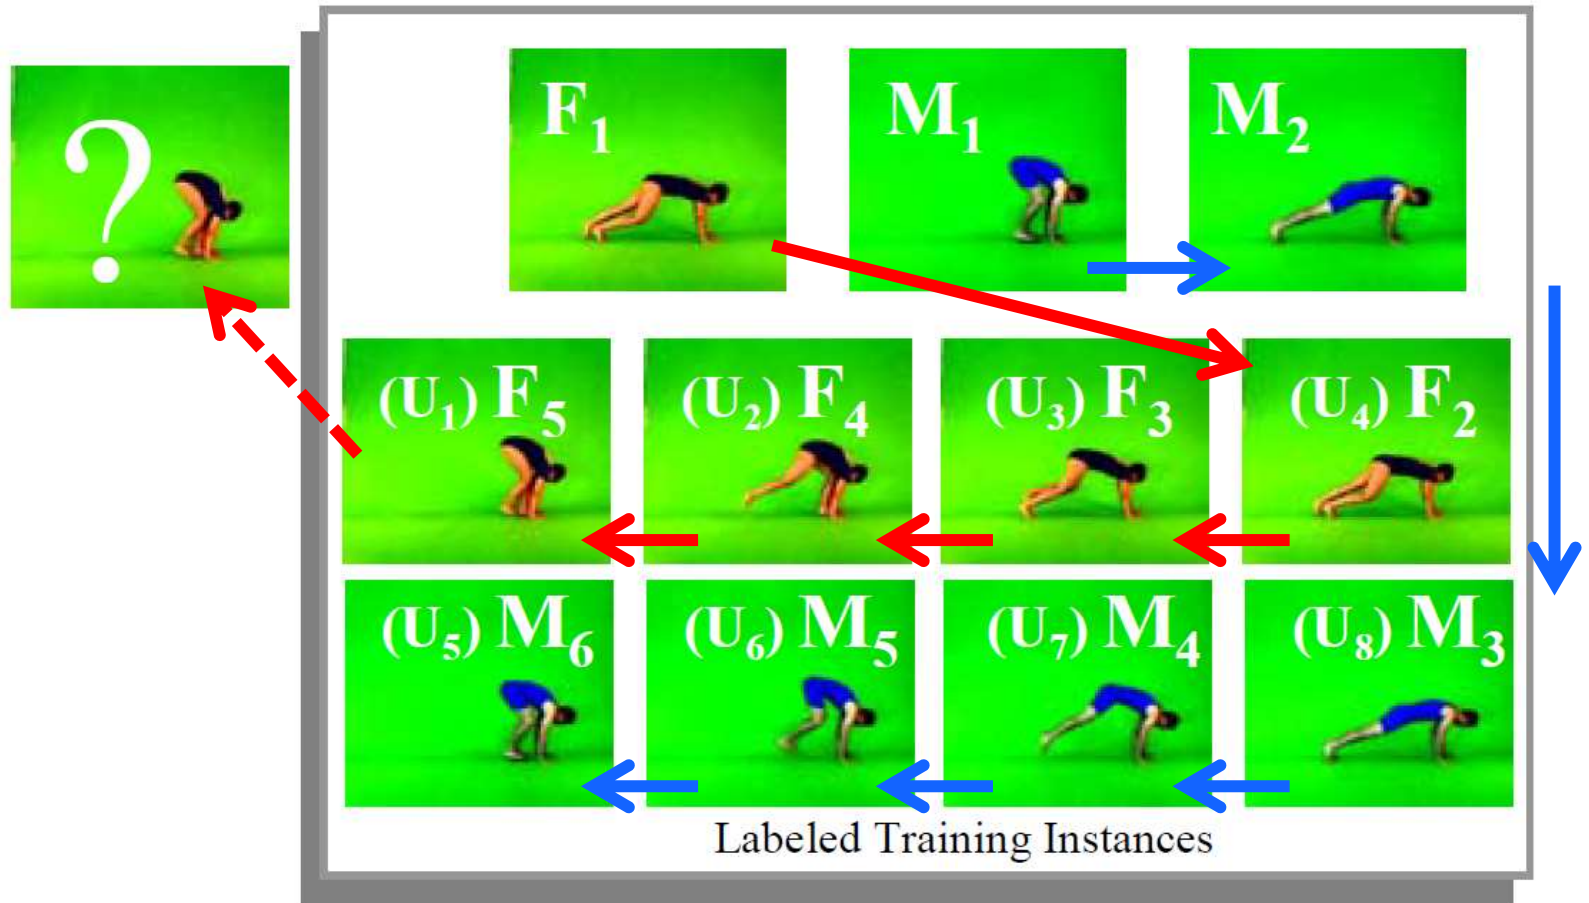 ?
F₁ M₁ M₂
(U₁) F₅ (U₂) F₄ (U₃) F₃ (U₄) F₂
(U₅) M₆ (U₆) M₅ (U₇) M₄ (U₈) M₃
Labeled Training Instances